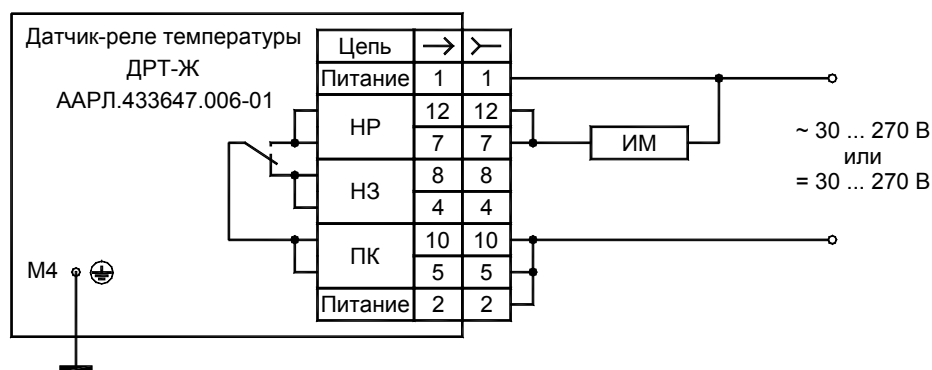 Датчик-реле температуры
ДРТ-Ж
ААРЛ.433647.006-01
Цепь
Питание 1 1
НР 12 12
7 7
НЗ 8 8
4 4
ПК 10 10
5 5
Питание 2 2
ИМ
~ 30 ... 270 В
или
= 30 ... 270 В
М4